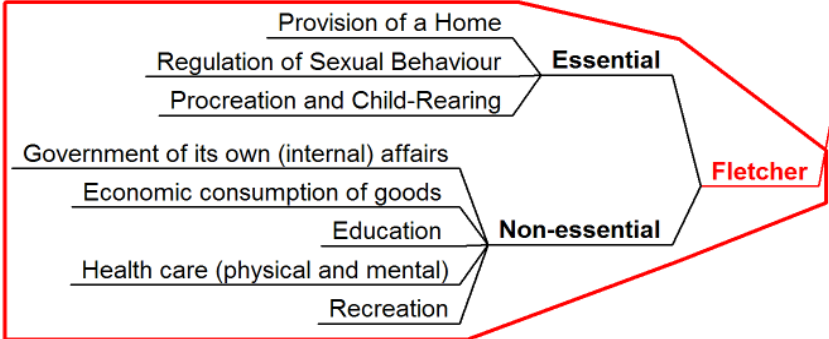 Provision of a Home
Regulation of Sexual Behaviour
Essential
Procreation and Child-Rearing
Government of its own (internal) affairs
Fletcher
Economic consumption of goods
Education
Non-essential
Health care (physical and mental)
Recreation